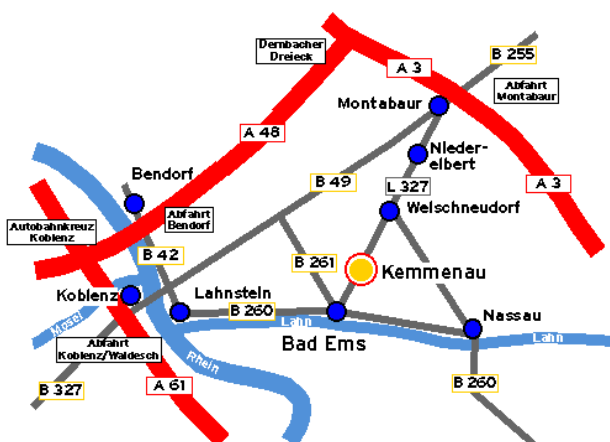 Dernbacher
Dreieck
B 255
A 3
Abfahrt
Montabaur
Montabaur
A 48
Nieder-
elbert
Bendorf
B 49
L 327
A 3
Abfahrt
Bendorf
Welschneudorf
Autobahnkreuz
Koblenz
B 42
B 261
Kemmenau
Koblenz
Lahnstein
B 260
Nassau
Mosel
Lahn
Lahn
Bad Ems
Abfahrt
Koblenz/Waldesch
Rhein
B 327
A 61
B 260